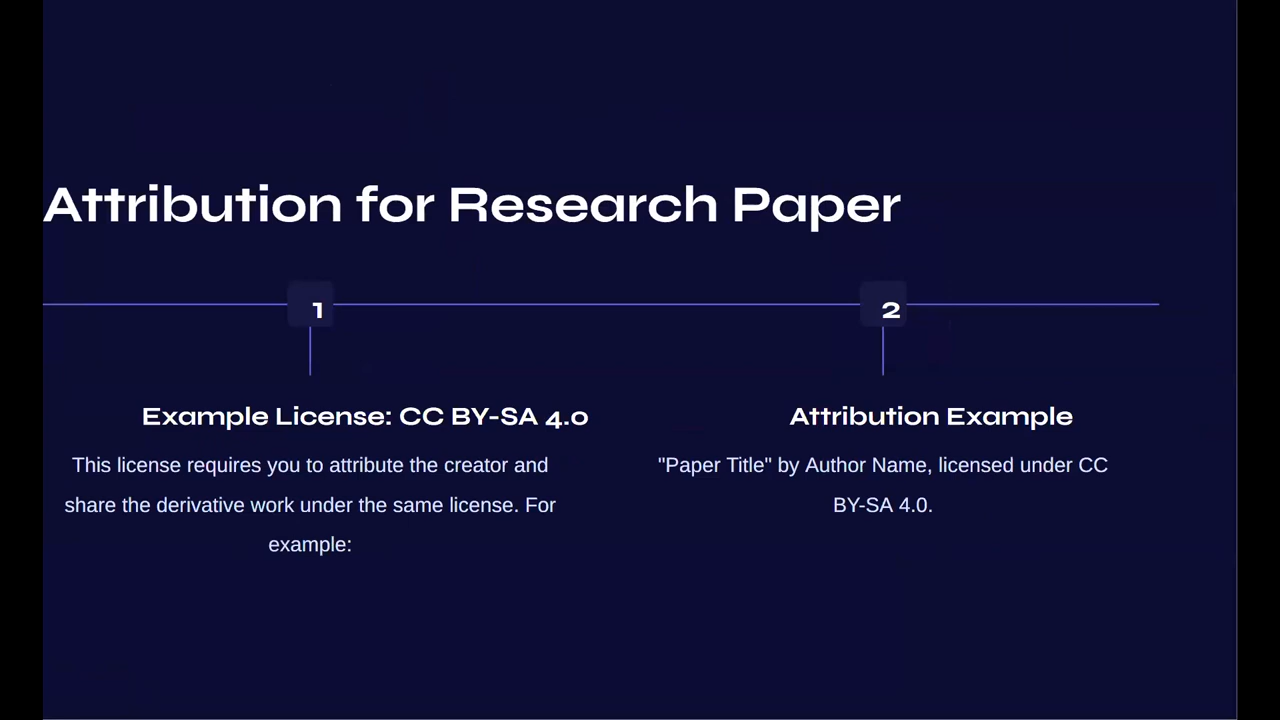 Attribution for Research Paper
1
2
Example License: CC BY-SA 4.0
This license requires you to attribute the creator and
share the derivative work under the same license. For
example:
Attribution Example
"Paper Title" by Author Name, licensed under CC
BY-SA 4.0.